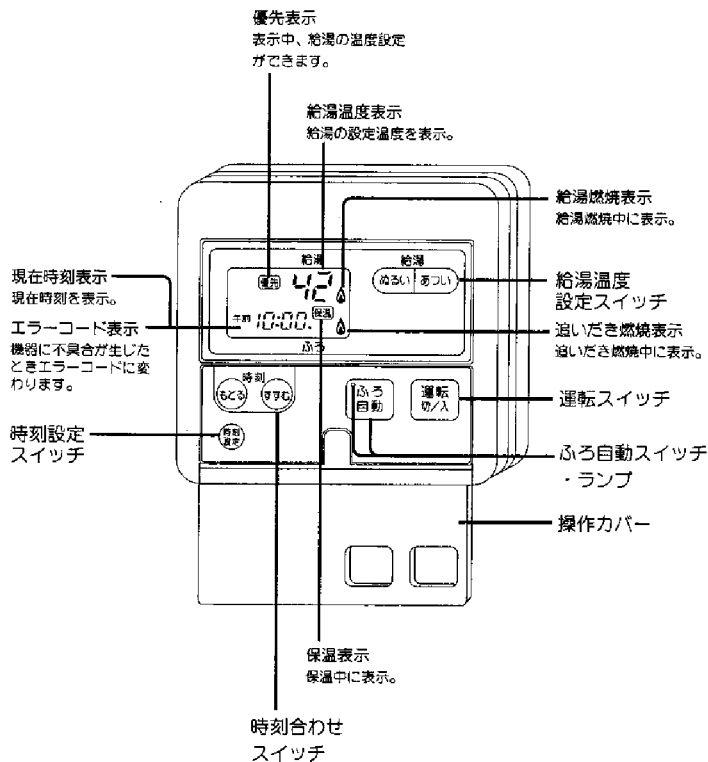 優先表示
表示中、給湯の温度設定
ができます。
給湯温度表示
給湯の設定温度を表示。
給湯燃焼表示
給湯燃焼中に表示。
現在時刻表示
現在時刻を表示。
エラーコード表示
機器に不具合が生じた
ときエラーコードに変
わります。
給湯
優先
42
午前 10:00
保温
ふろ
給湯
ぬるい あつい
給湯温度
設定スイッチ
追いだき燃焼表示
追いだき燃焼中に表示。
時刻
もどる すすむ
時刻
設定
ふろ
自動
運転
切/入
運転スイッチ
時刻設定
スイッチ
ふろ自動スイッチ
・ランプ
操作カバー
保温表示
保温中に表示。
時刻合わせ
スイッチ